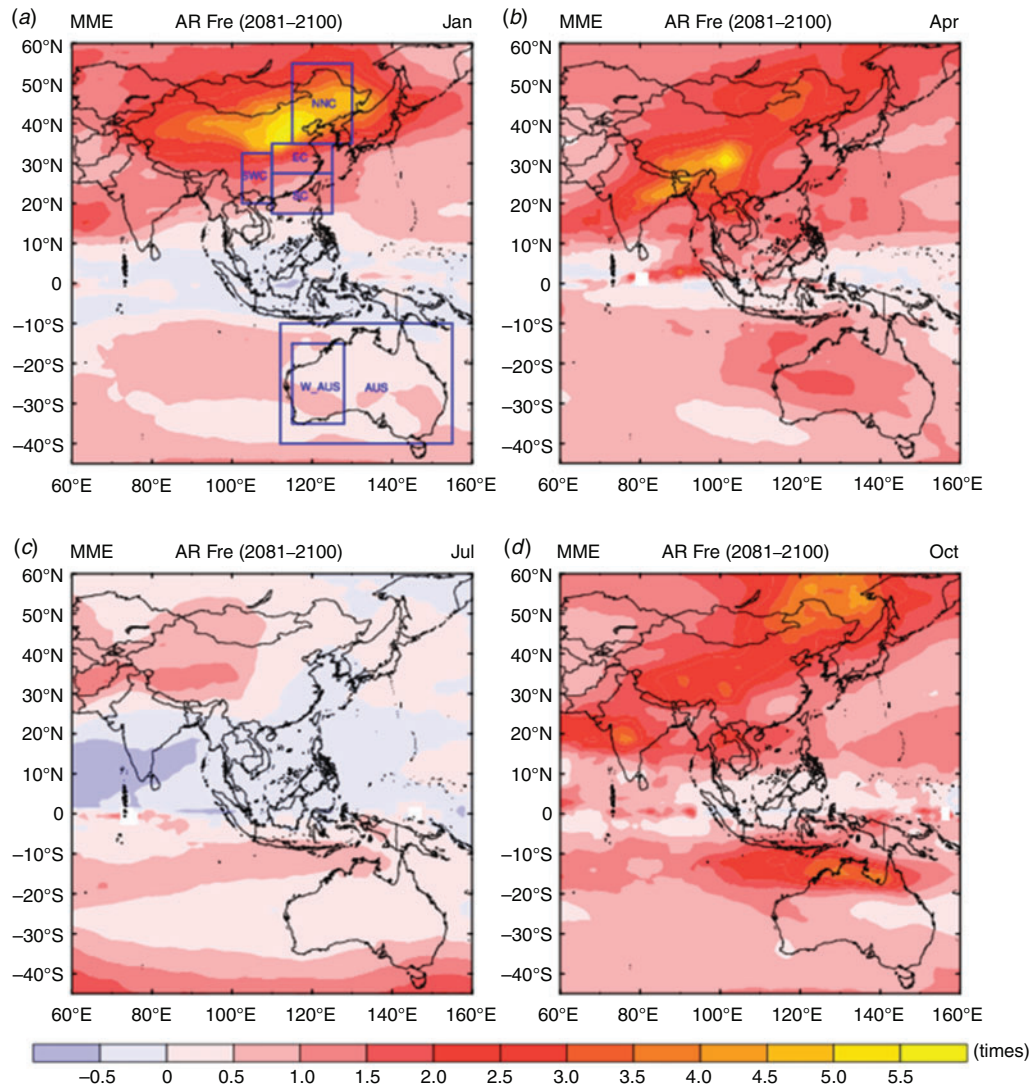 (a) MME AR Fre (2081–2100) Jan
60°N
50°N
40°N
30°N
20°N
10°N
0
–10°S
–20°S
–30°S
–40°S
60°E 80°E 100°E 120°E 140°E 160°E
NNC
EC
SWC
SC
W_AUS AUS
(b) MME AR Fre (2081–2100) Apr
60°N
50°N
40°N
30°N
20°N
10°N
0
–10°S
–20°S
–30°S
–40°S
60°E 80°E 100°E 120°E 140°E 160°E
(c) MME AR Fre (2081–2100) Jul
60°N
50°N
40°N
30°N
20°N
10°N
0
–10°S
–20°S
–30°S
–40°S
60°E 80°E 100°E 120°E 140°E 160°E
(d) MME AR Fre (2081–2100) Oct
60°N
50°N
40°N
30°N
20°N
10°N
0
–10°S
–20°S
–30°S
–40°S
60°E 80°E 100°E 120°E 140°E 160°E
(times)
–0.5 0 0.5 1.0 1.5 2.0 2.5 3.0 3.5 4.0 4.5 5.0 5.5